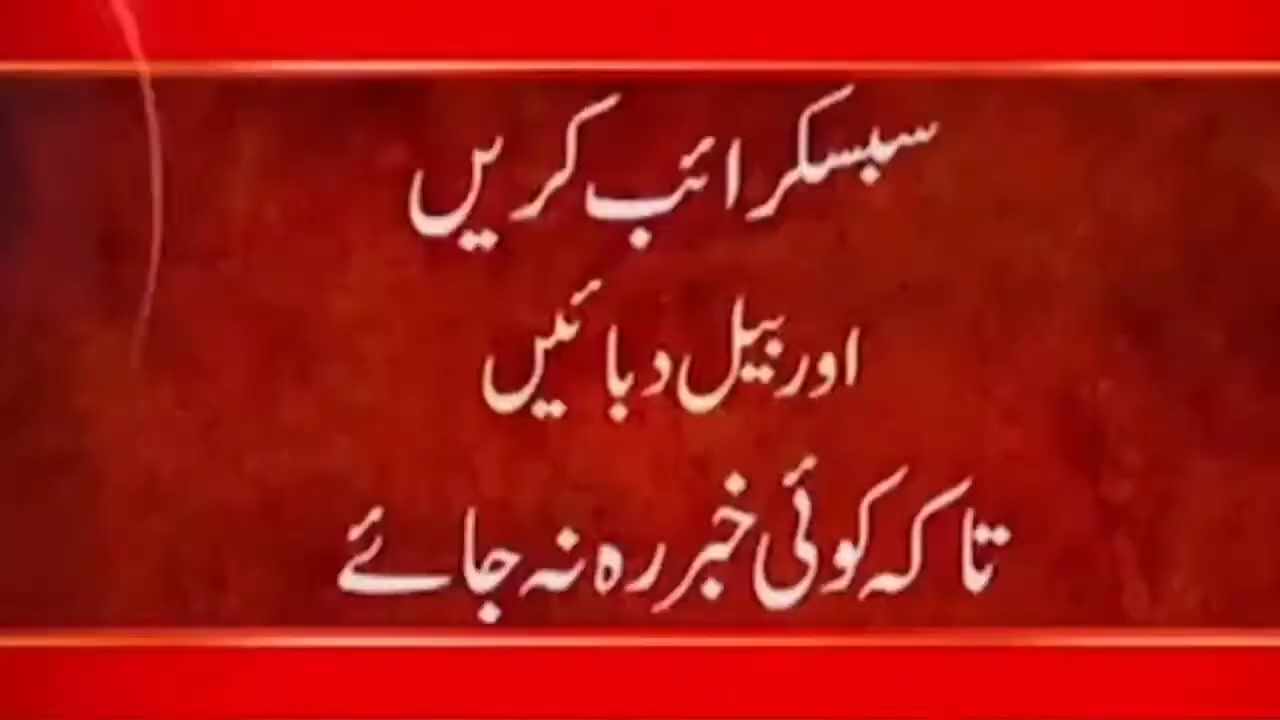 سبسکرائب کریں
اور بیل دبائیں
تاکہ کوئی خبر رہ نہ جائے